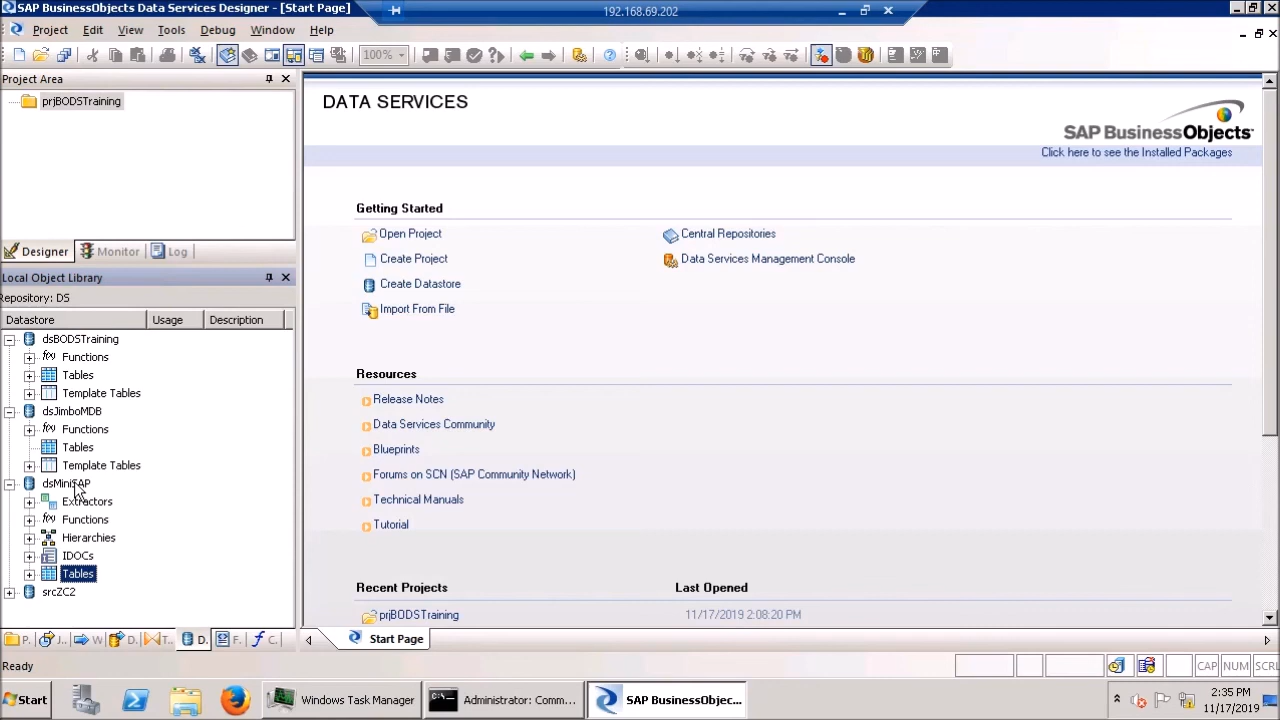 SAP BusinessObjects Data Services Designer - [Start Page]
192.168.69.202
Project Edit View Tools Debug Window Help
100%
Project Area
prjBODSTraining
Designer Monitor Log
Local Object Library
Repository: DS
Datastore Usage Description
dsBODSTraining
Functions
Tables
Template Tables
dsJimboMDB
Functions
Tables
Template Tables
dsMiniSAP
Extractors
Functions
Hierarchies
IDOCs
Tables
srcZC2
P. J.. W D. T.. D. F. C.
DATA SERVICES
SAP BusinessObjects
Click here to see the Installed Packages
Getting Started
Open Project
Central Repositories
Create Project
Data Services Management Console
Create Datastore
Import From File
Resources
Release Notes
Data Services Community
Blueprints
Forums on SCN (SAP Community Network)
Technical Manuals
Tutorial
Recent Projects Last Opened
prjBODSTraining 11/17/2019 2:08:20 PM
Start Page
Ready
CAP NUM SCRL
Start
Windows Task Manager
Administrator: Comm...
SAP BusinessObjec...
2:35 PM
11/17/2019